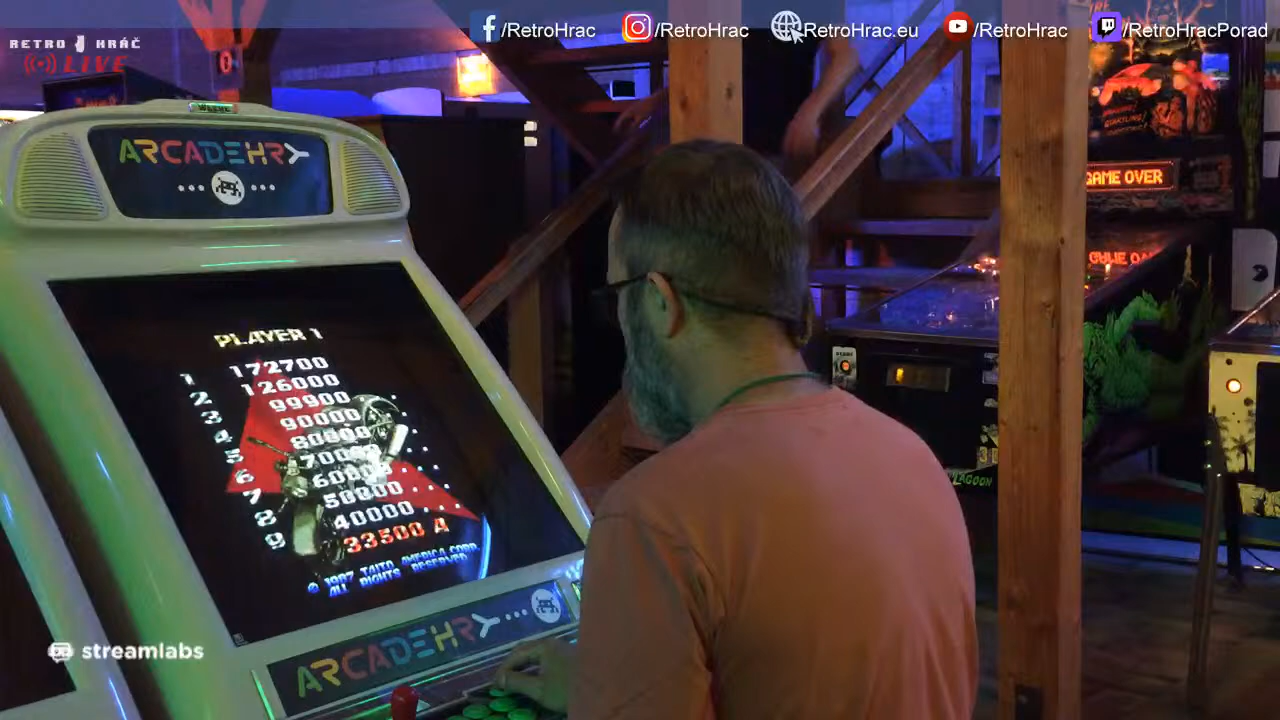 /RetroHrac
/RetroHrac
RetroHrac.eu
/RetroHrac
/RetroHracPorad
RETRO HRÁČ
LIVE
ARCADEHRY
PLAYER 1
1 172700
2 126000
3 99900
4 90000
5 80000
6 70000
7 60000
8 50000
9 40000
33500 A
© 1987 TAITO AMERICA CORP.
ALL RIGHTS RESERVED
ARCADEHRY
streamlabs
GAME OVER
LAGOON